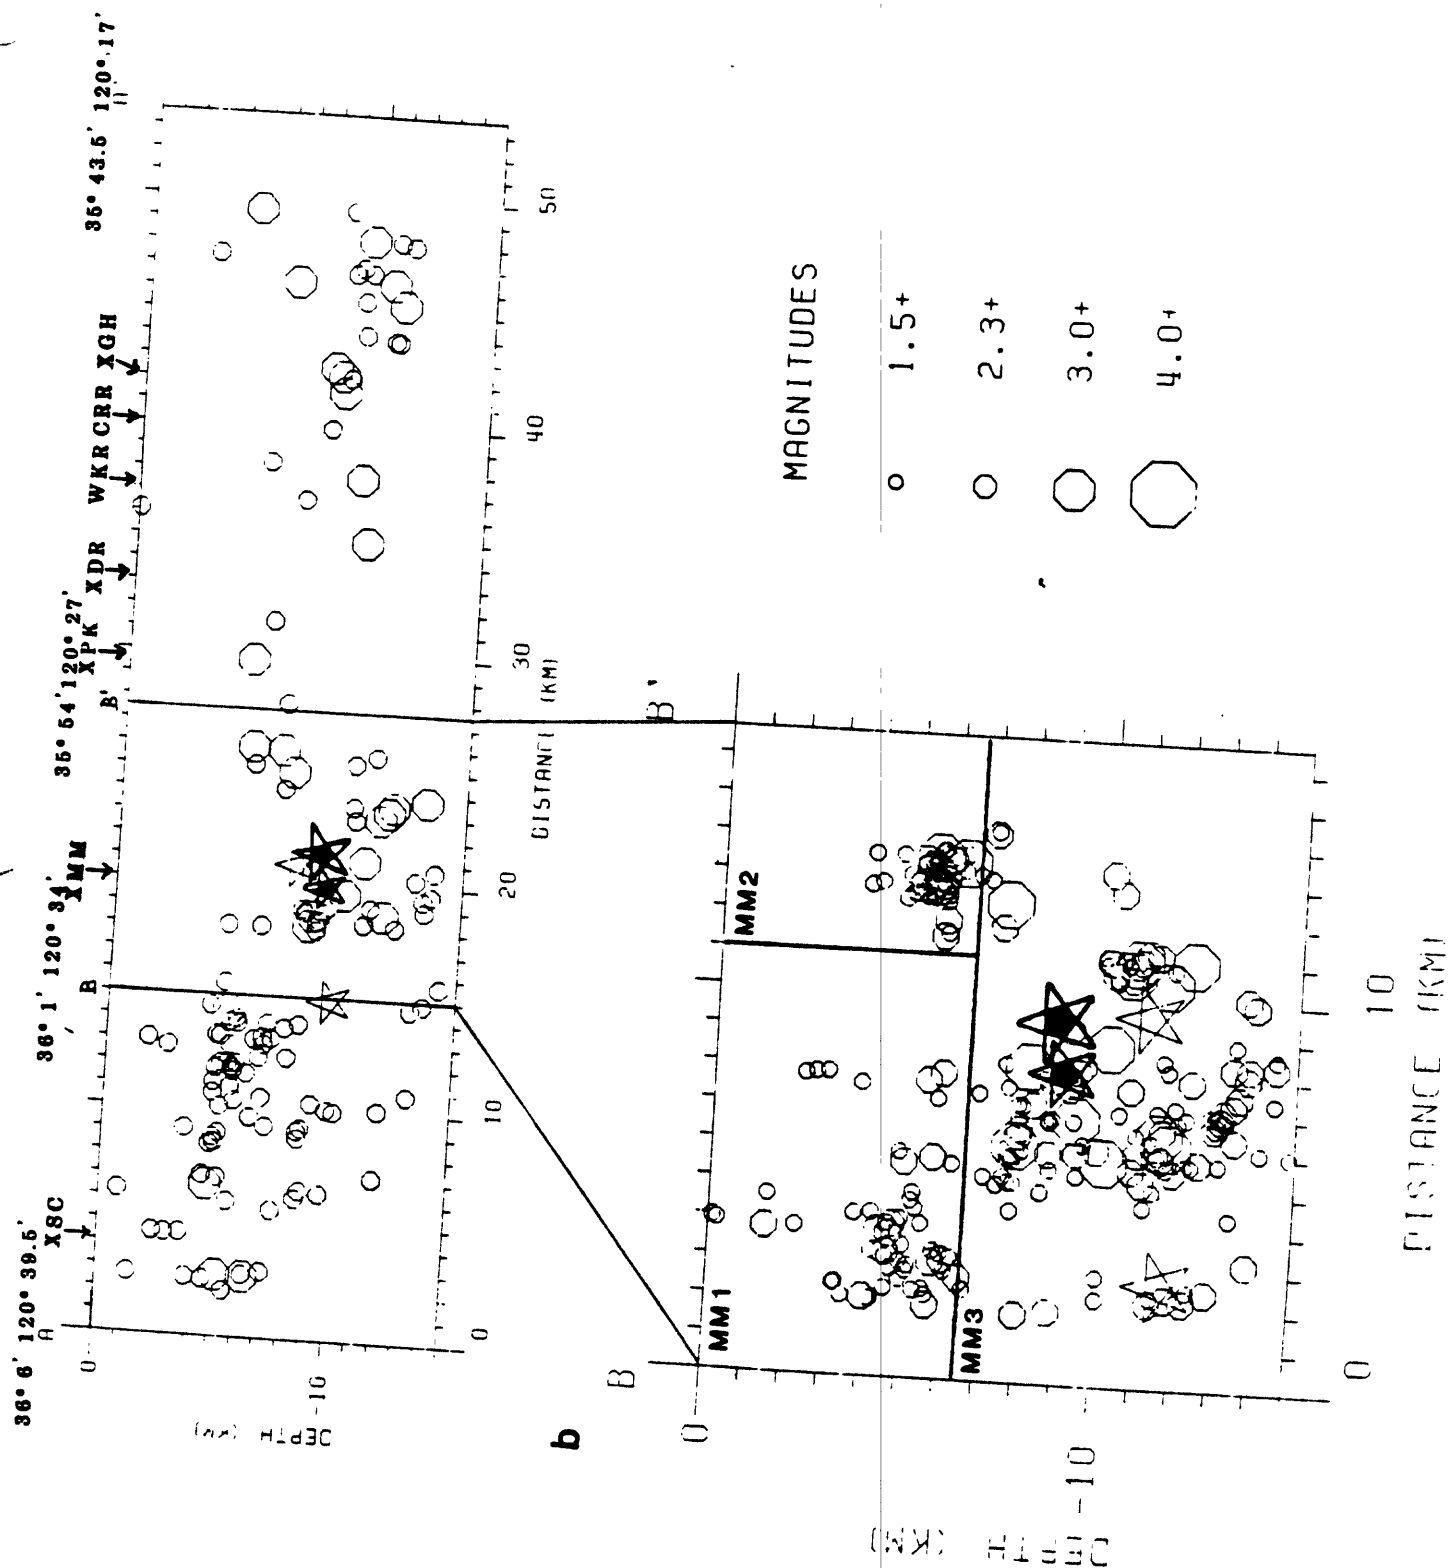 36° 6' 120° 39.5'
A
XSC
36° 1' 120° 34'
B
XMM
35° 54' 120° 27'
B'
XPK
XDR
WKR
CRR
XGH
35° 43.5' 120° 17'
0
-10
DEPTH (KM)
0
10
20
30
40
50
DISTANCE (KM)
b
B
B'
MM1
MM2
MM3
0
-10
DEPTH (KM)
0
10
DISTANCE (KM)
MAGNITUDES
1.5+
2.3+
3.0+
4.0+